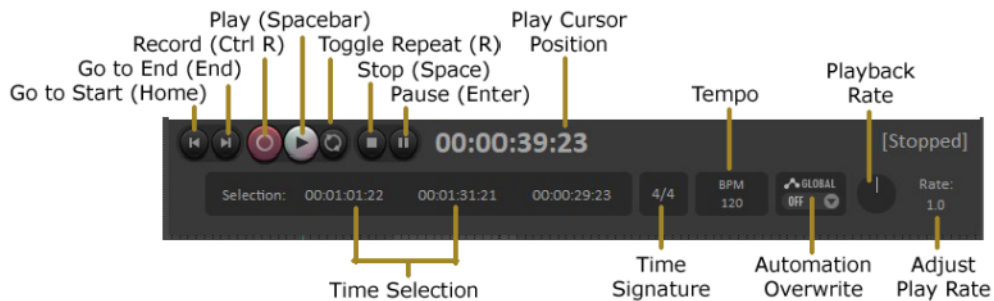 Play (Spacebar)
Play Cursor
Position
Record (Ctrl R)
Toggle Repeat (R)
Go to End (End)
Stop (Space)
Go to Start (Home)
Pause (Enter)
Tempo
Playback
Rate
00:00:39:23
[Stopped]
Selection:
00:01:01:22
00:01:31:21
00:00:29:23
4/4
BPM
120
GLOBAL
OFF
Rate:
1.0
Time Selection
Time
Signature
Automation
Overwrite
Adjust
Play Rate